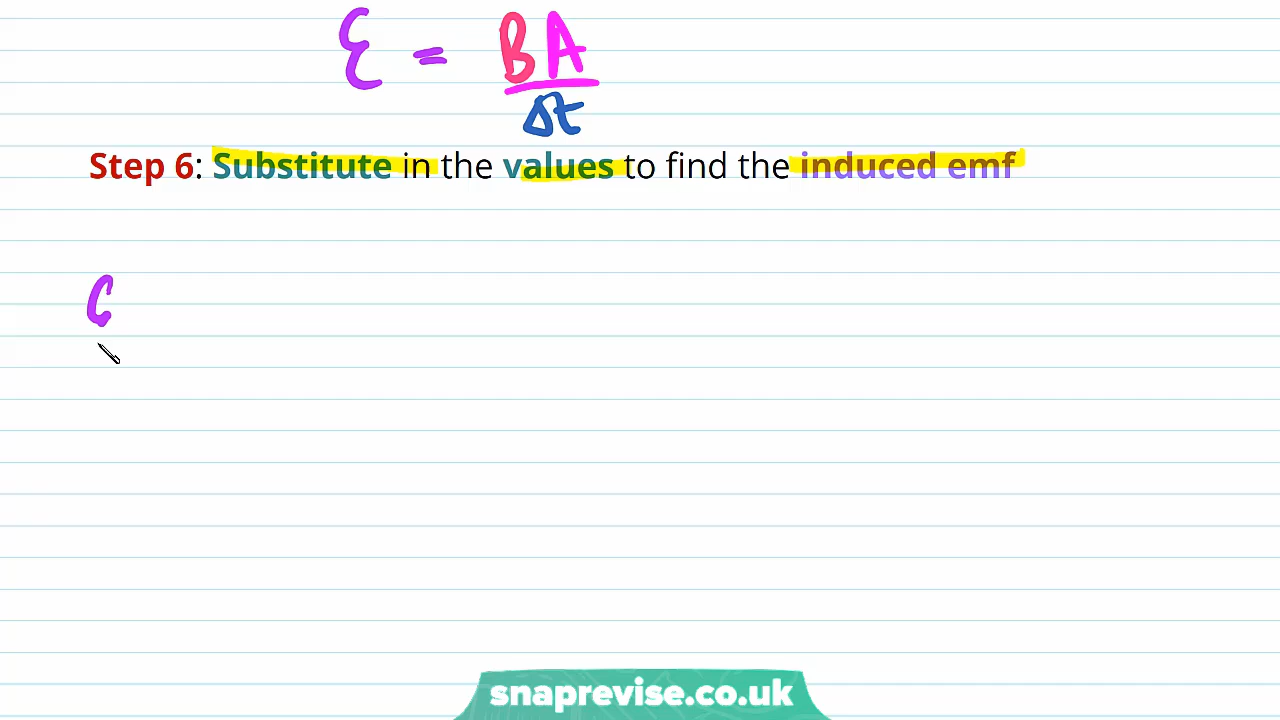 ε = BA
Δt
Step 6: Substitute in the values to find the induced emf
snaprevise.co.uk